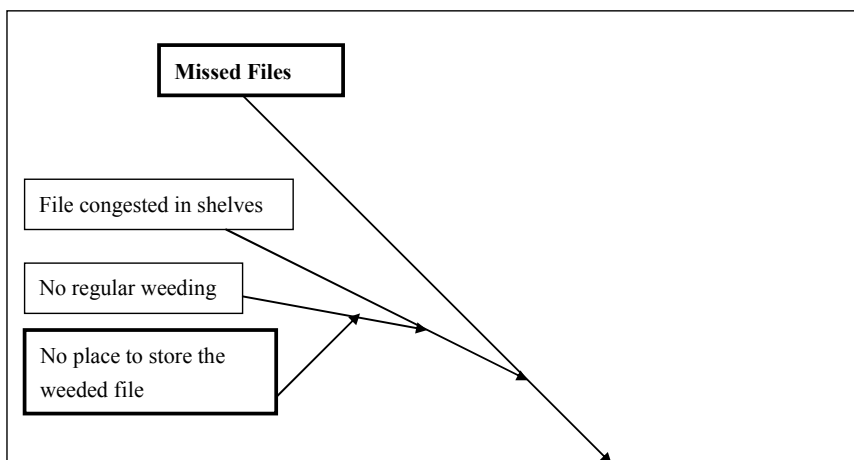 Missed Files
File congested in shelves
No regular weeding
No place to store the
weeded file